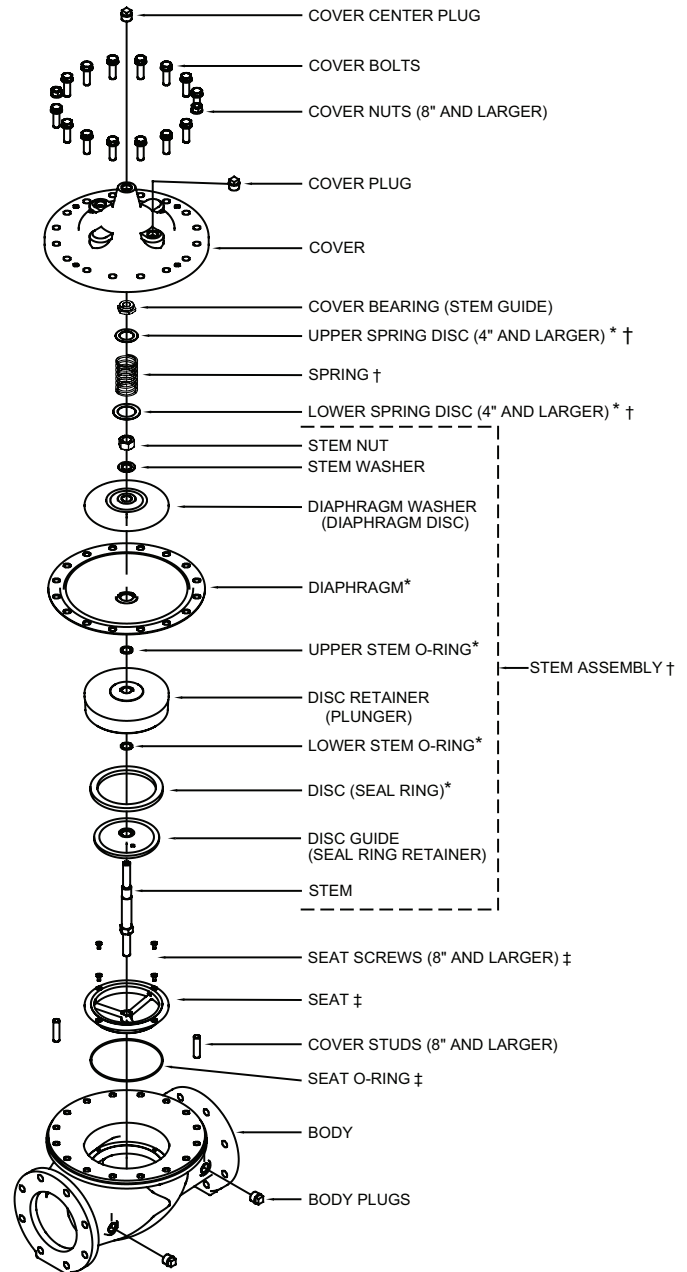 COVER CENTER PLUG
COVER BOLTS
COVER NUTS (8" AND LARGER)
COVER PLUG
COVER
COVER BEARING (STEM GUIDE)
UPPER SPRING DISC (4" AND LARGER) * †
SPRING †
LOWER SPRING DISC (4" AND LARGER) * †
STEM NUT
STEM WASHER
DIAPHRAGM WASHER
(DIAPHRAGM DISC)
DIAPHRAGM*
UPPER STEM O-RING*
STEM ASSEMBLY †
DISC RETAINER
(PLUNGER)
LOWER STEM O-RING*
DISC (SEAL RING)*
DISC GUIDE
(SEAL RING RETAINER)
STEM
SEAT SCREWS (8" AND LARGER) ‡
SEAT ‡
COVER STUDS (8" AND LARGER)
SEAT O-RING ‡
BODY
BODY PLUGS